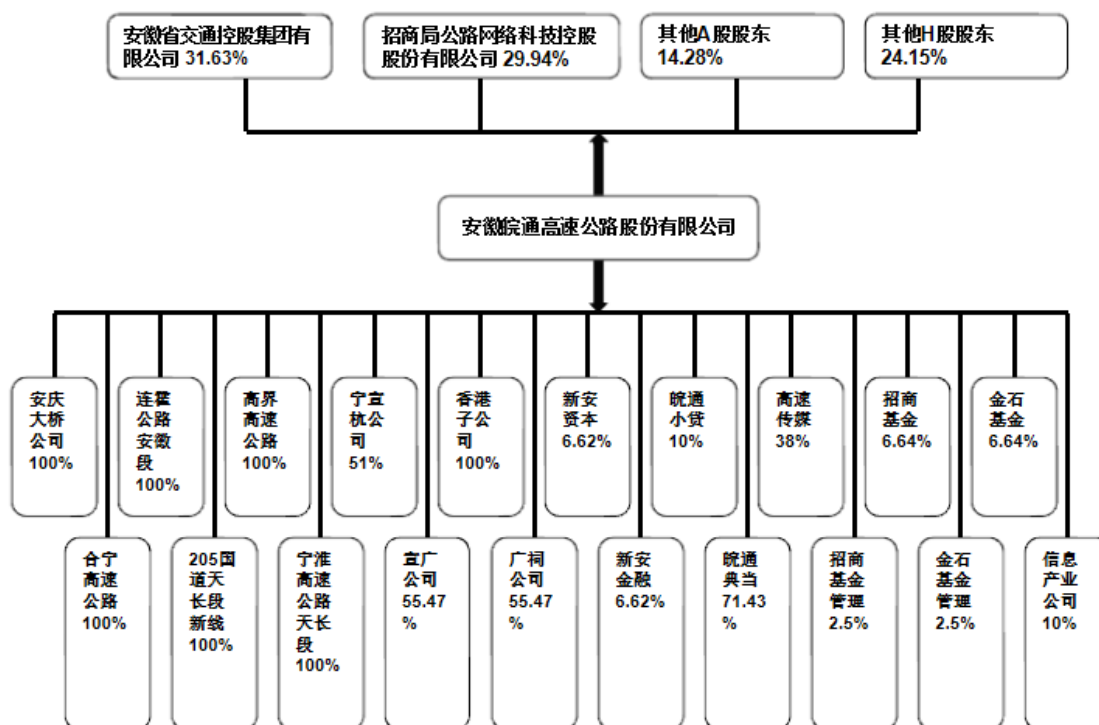 安徽省交通控股集团有
限公司 31.63%
招商局公路网络科技控股
股份有限公司 29.94%
其他A股股东
14.28%
其他H股股东
24.15%
安徽皖通高速公路股份有限公司
安庆
大桥
公司
100%
连霍
公路
安徽
段
100%
高界
高速
公路
100%
宁宣
杭公
司
51%
香港
子公
司
100%
新安
资本
6.62%
皖通
小贷
10%
高速
传媒
38%
招商
基金
6.64%
金石
基金
6.64%
合宁
高速
公路
100%
205国
道天
长段
新线
100%
宁淮
高速
公路
天长
段
100%
宣广
公司
55.47
%
广祠
公司
55.47
%
新安
金融
6.62%
皖通
典当
71.43
%
招商
基金
管理
2.5%
金石
基金
管理
2.5%
信息
产业
公司
10%